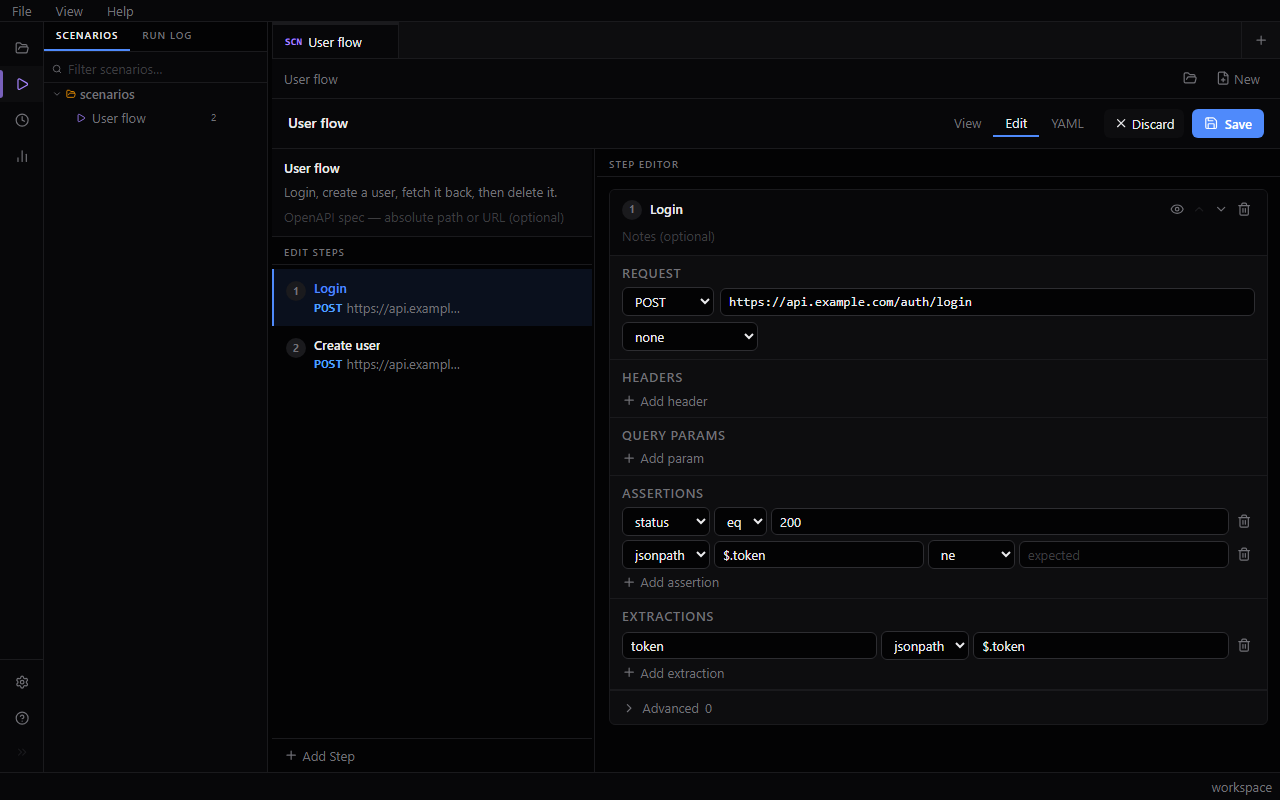 File View Help
SCENARIOS RUN LOG
SCN User flow
Filter scenarios...
scenarios
User flow 2
User flow
New
User flow
View Edit YAML Discard Save
User flow
Login, create a user, fetch it back, then delete it.
OpenAPI spec — absolute path or URL (optional)
EDIT STEPS
1 Login
POST https://api.exampl...
2 Create user
POST https://api.exampl...
Add Step
STEP EDITOR
1 Login
Notes (optional)
REQUEST
POST https://api.example.com/auth/login
none
HEADERS
Add header
QUERY PARAMS
Add param
ASSERTIONS
status eq 200
jsonpath $.token ne expected
Add assertion
EXTRACTIONS
token jsonpath $.token
Add extraction
Advanced 0
workspace